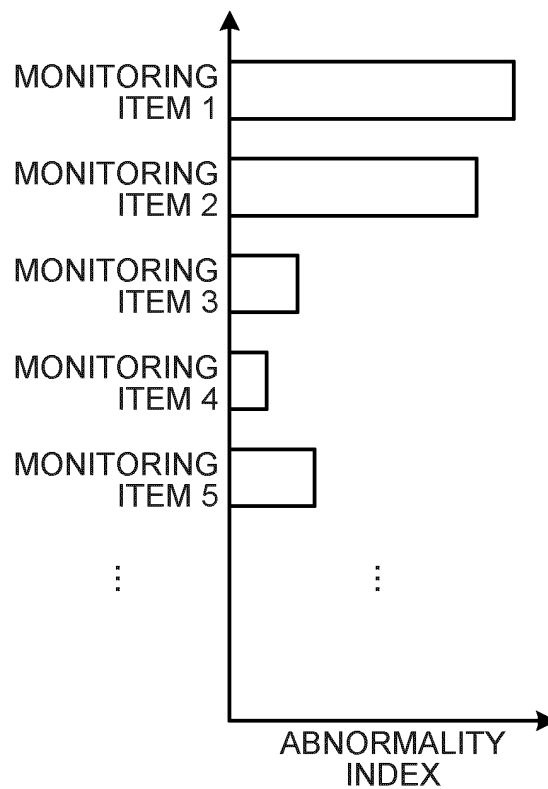 MONITORING
ITEM 1
MONITORING
ITEM 2
MONITORING
ITEM 3
MONITORING
ITEM 4
MONITORING
ITEM 5
⋮ ⋮
ABNORMALITY
INDEX